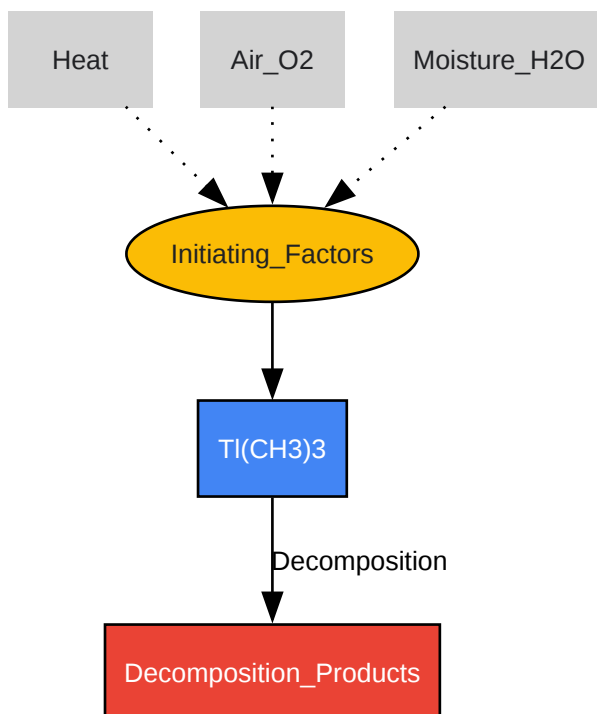 Heat
Air_O2
Moisture_H2O
Initiating_Factors
Tl(CH3)3
Decomposition
Decomposition_Products